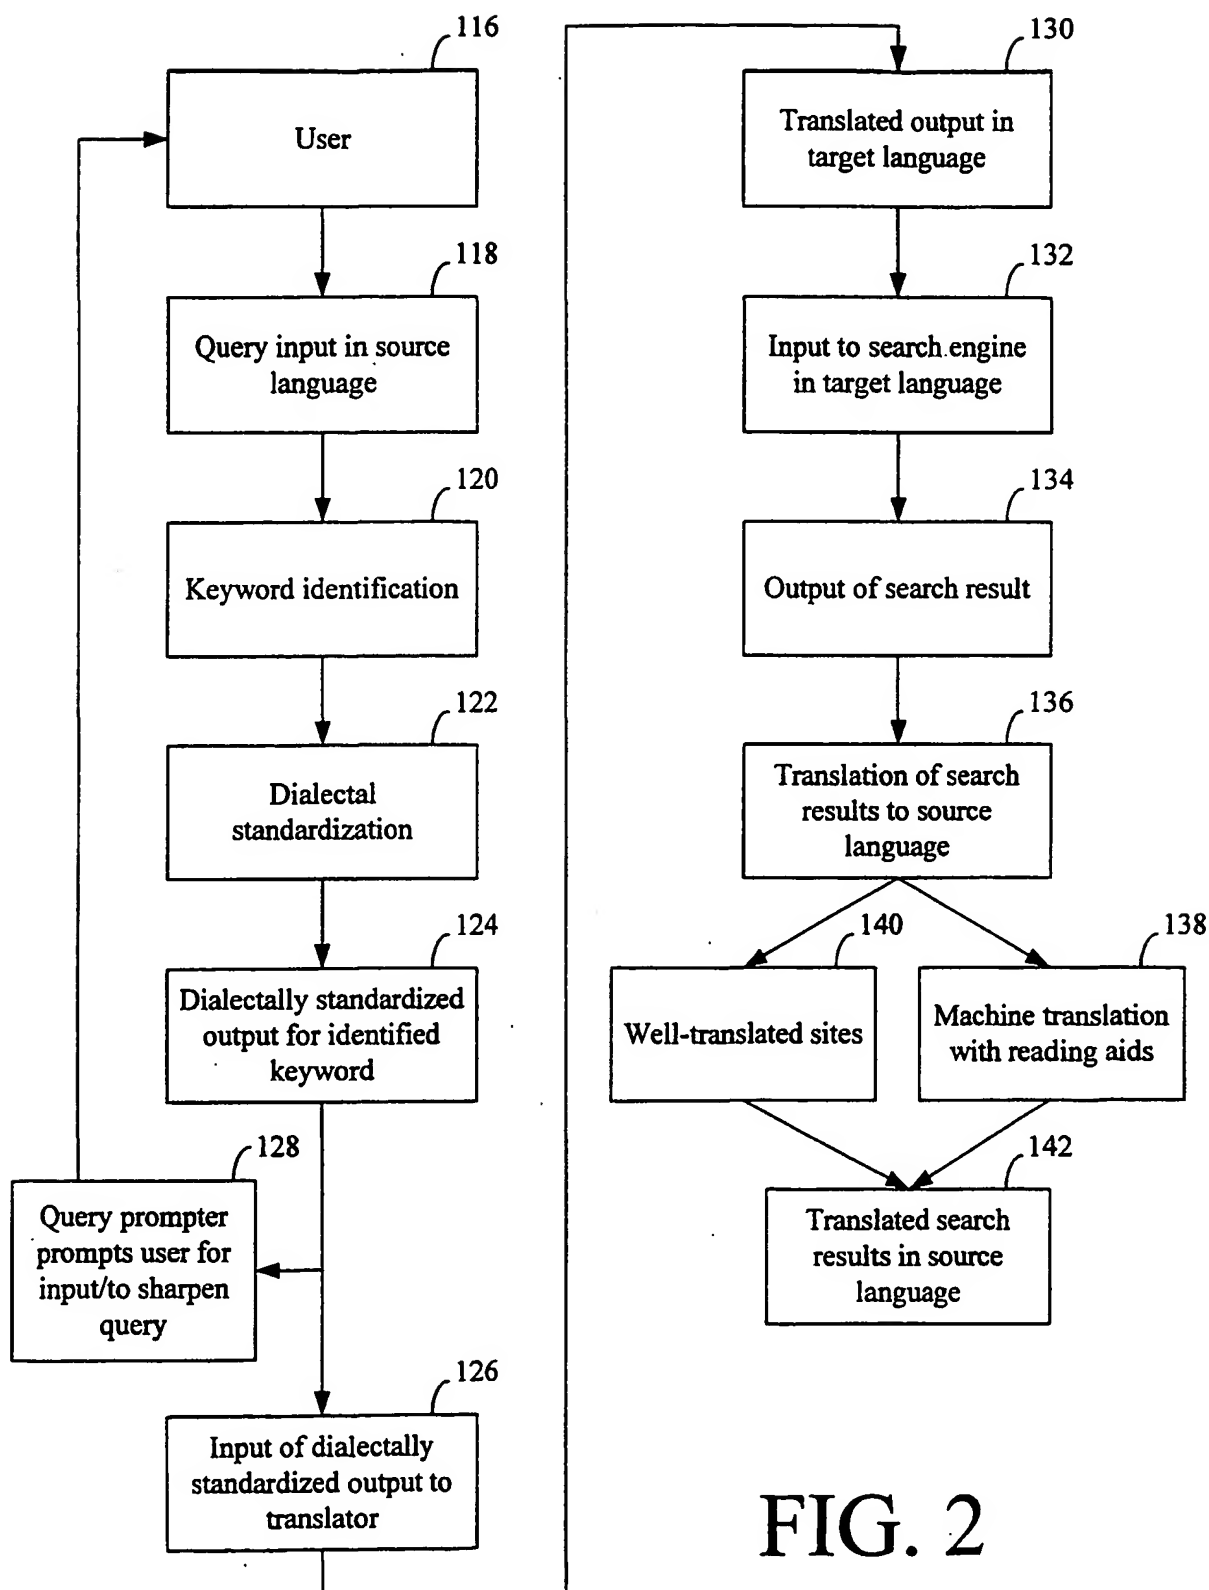 116
User
118
Query input in source
language
120
Keyword identification
122
Dialectal
standardization
124
Dialectally standardized
output for identified
keyword
128
Query prompter
prompts user for
input/to sharpen
query
126
Input of dialectally
standardized output to
translator
130
Translated output in
target language
132
Input to search engine
in target language
134
Output of search result
136
Translation of search
results to source
language
140
Well-translated sites
138
Machine translation
with reading aids
142
Translated search
results in source
language
FIG. 2